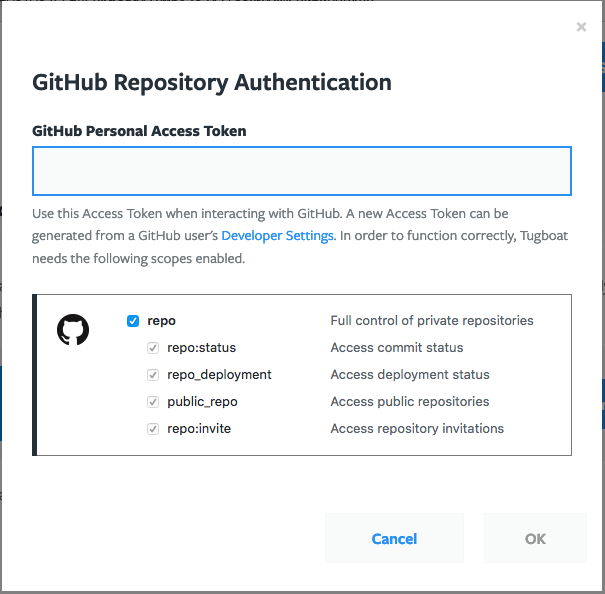 ×
GitHub Repository Authentication
GitHub Personal Access Token
Use this Access Token when interacting with GitHub. A new Access Token can be
generated from a GitHub user's Developer Settings. In order to function correctly, Tugboat
needs the following scopes enabled.
repo Full control of private repositories
repo:status Access commit status
repo_deployment Access deployment status
public_repo Access public repositories
repo:invite Access repository invitations
Cancel OK